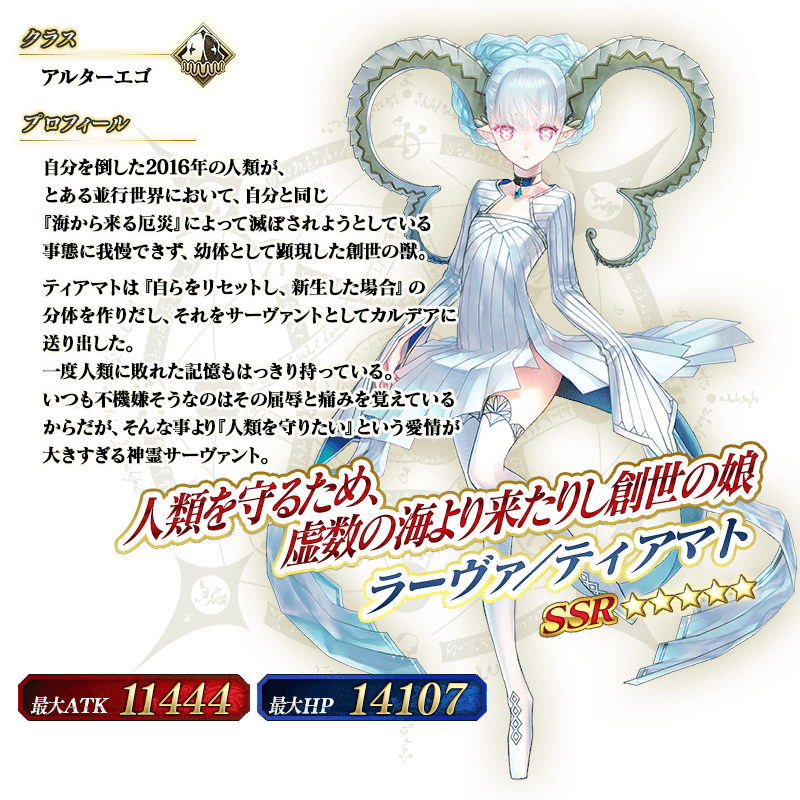 クラス
アルターエゴ
プロフィール
自分を倒した2016年の人類が、
とある並行世界において、自分と同じ
『海から来る厄災』によって滅ぼされようとしている
事態に我慢できず、幼体として顕現した創世の獣。
ティアマトは『自らをリセットし、新生した場合』の
分体を作りだし、それをサーヴァントとしてカルデアに
送り出した。
一度人類に敗れた記憶もはっきり持っている。
いつも不機嫌そうなのはその屈辱と痛みを覚えている
からだが、そんな事より『人類を守りたい』という愛情が
大きすぎる神霊サーヴァント。
人類を守るため、
虚数の海より来たりし創世の娘
ラーヴァ/ティアマト
SSR
最大ATK 11444
最大HP 14107